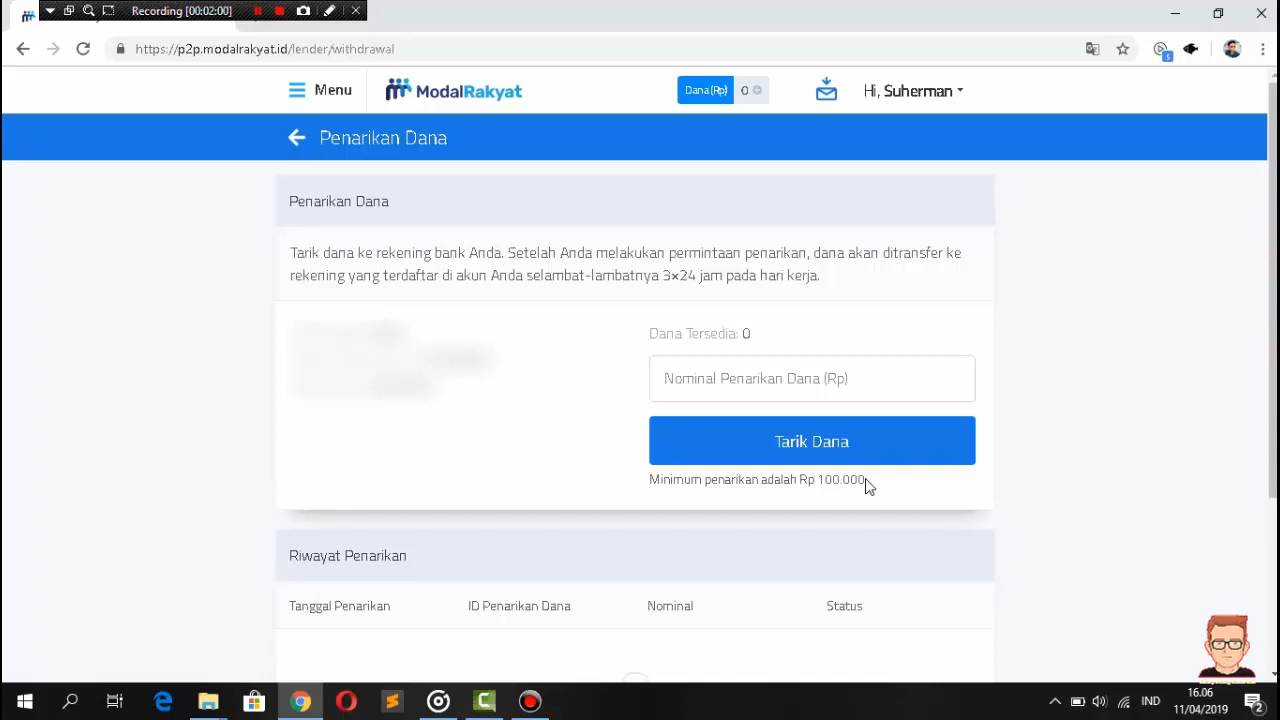 Recording [00:02:00]
https://p2p.modalrakyat.id/lender/withdrawal
5
Menu
ModalRakyat
Dana (Rp) 0
Hi, Suherman
Penarikan Dana
Penarikan Dana
Tarik dana ke rekening bank Anda. Setelah Anda melakukan permintaan penarikan, dana akan ditransfer ke
rekening yang terdaftar di akun Anda selambat-lambatnya 3×24 jam pada hari kerja.
Dana Tersedia: 0
Nominal Penarikan Dana (Rp)
Tarik Dana
Minimum penarikan adalah Rp 100.000
Riwayat Penarikan
Tanggal Penarikan ID Penarikan Dana Nominal Status
IND
16.06
11/04/2019
2